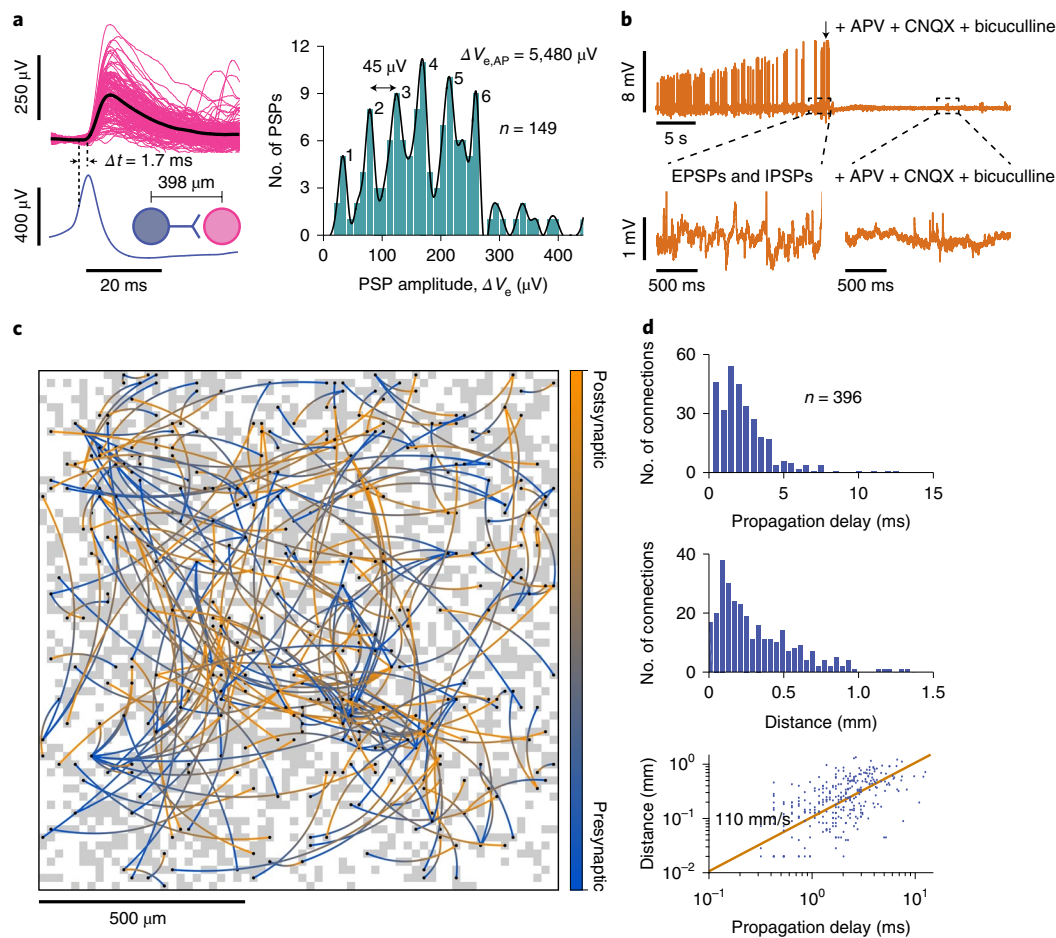 a
250 µV
Δt = 1.7 ms
400 µV
398 µm
20 ms
No. of PSPs
12
9
6
3
0
45 µV
ΔVe,AP = 5,480 µV
n = 149
1
2
3
4
5
6
0
100
200
300
400
PSP amplitude, ΔVe (µV)
b
+ APV + CNQX + bicuculline
8 mV
5 s
EPSPs and IPSPs
+ APV + CNQX + bicuculline
1 mV
500 ms
500 ms
c
Postsynaptic
Presynaptic
500 µm
d
No. of connections
60
30
0
n = 396
0
5
10
15
Propagation delay (ms)
No. of connections
40
20
0
0
0.5
1.0
1.5
Distance (mm)
Distance (mm)
10⁰
10⁻¹
10⁻²
110 mm/s
10⁻¹
10⁰
10¹
Propagation delay (ms)